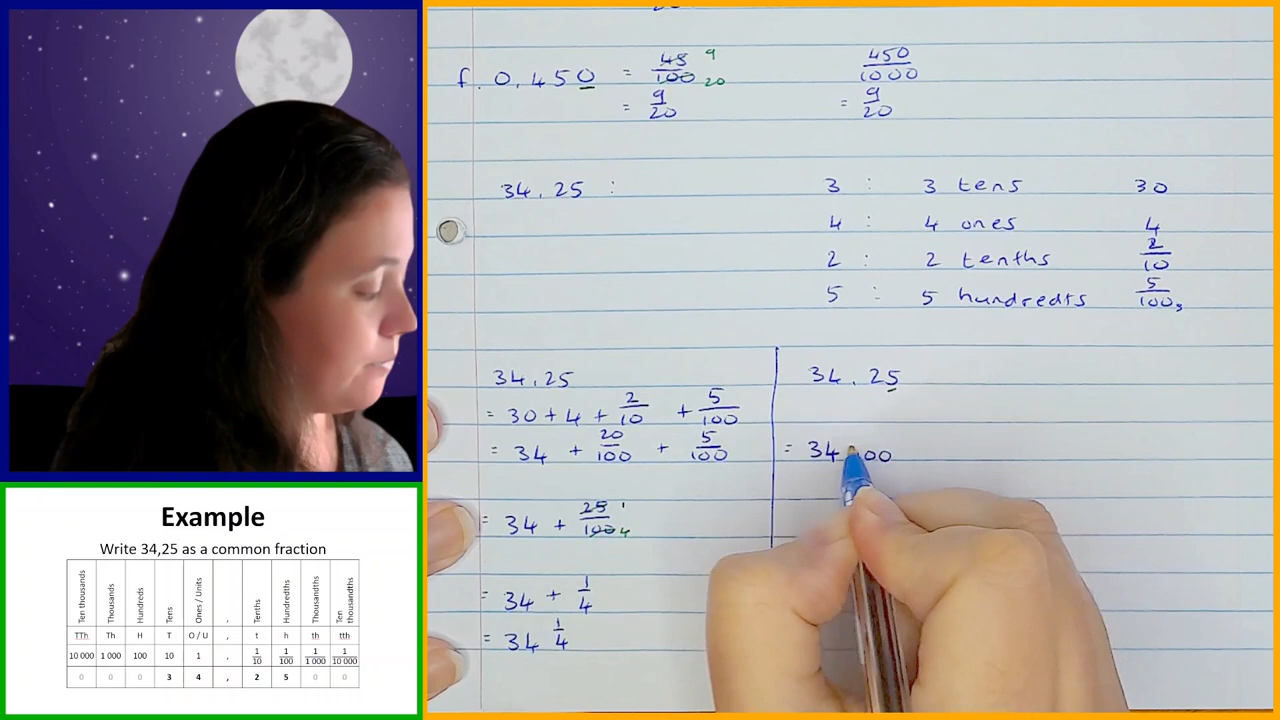 f. 0,450 = 45/100 9 20 450/1000
= 9/20 = 9/20
34,25 : 3 : 3 tens 30
4 : 4 ones 4
2 : 2 tenths 2/10
5 : 5 hundredts 5/100
34,25
= 30 + 4 + 2/10 + 5/100
= 34 + 20/100 + 5/100
= 34 + 25/100 1 4
= 34 + 1/4
= 34 1/4
34,25
= 34 100
Example
Write 34,25 as a common fraction
Ten thousands Thousands Hundreds Tens Ones / Units , Tenths Hundredths Thousandths Ten thousandths
TTh Th H T O / U , t h th tth
10 000 1 000 100 10 1 , 1/10 1/100 1/1 000 1/10 000
0 0 0 3 4 , 2 5 0 0